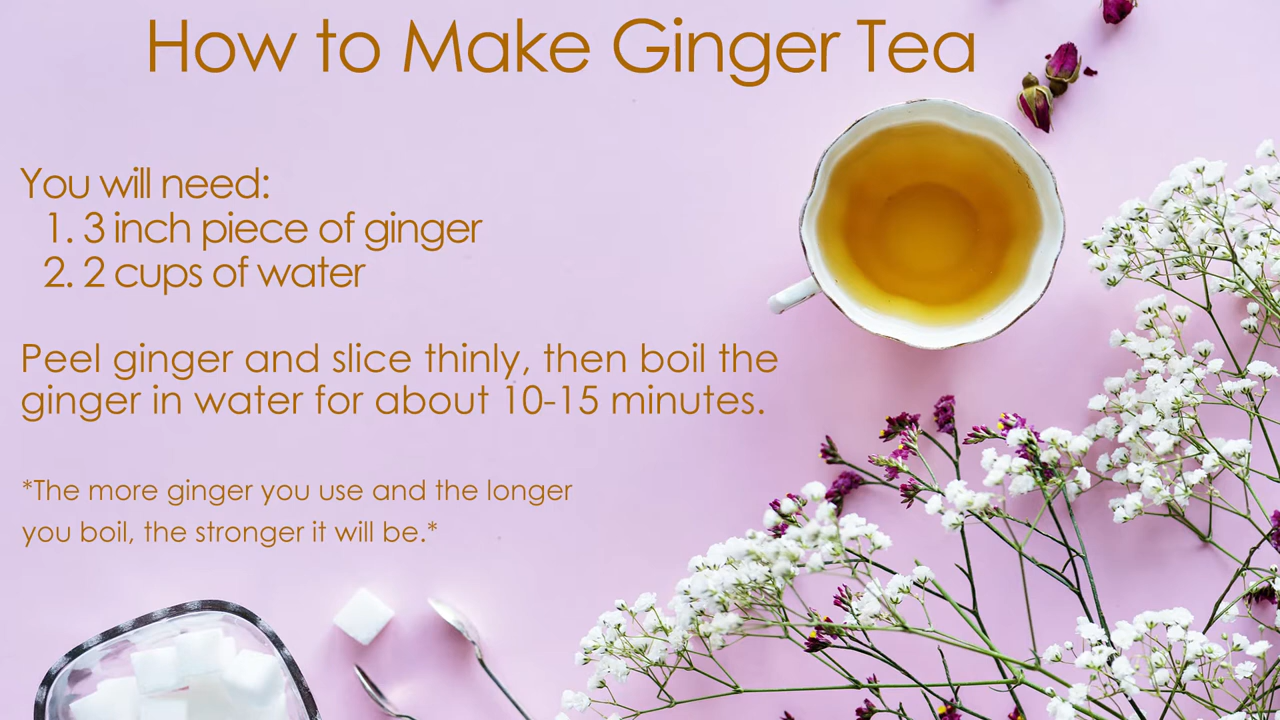 How to Make Ginger Tea
You will need:
1. 3 inch piece of ginger
2. 2 cups of water
Peel ginger and slice thinly, then boil the
ginger in water for about 10-15 minutes.
*The more ginger you use and the longer
you boil, the stronger it will be.*